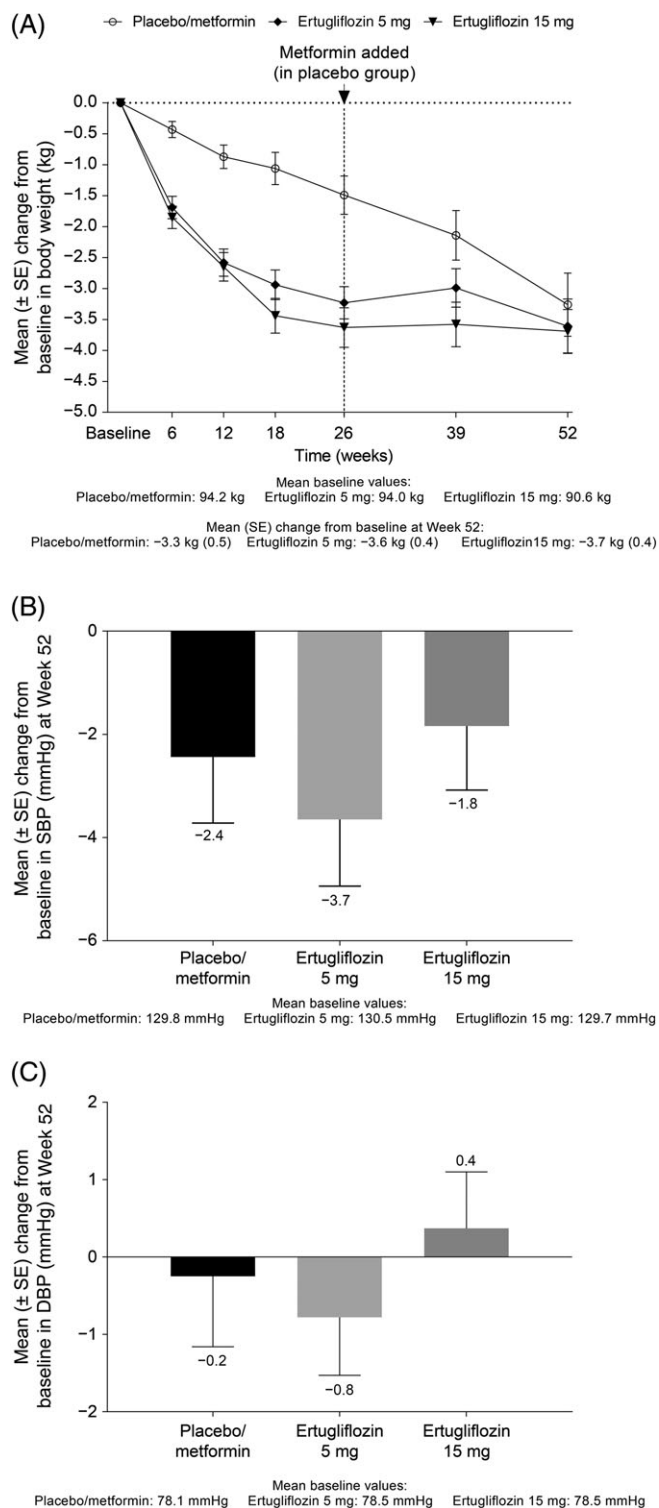 (A)
Placebo/metformin Ertugliflozin 5 mg Ertugliflozin 15 mg
Metformin added
(in placebo group)
Mean (± SE) change from
baseline in body weight (kg)
0.0
−0.5
−1.0
−1.5
−2.0
−2.5
−3.0
−3.5
−4.0
−4.5
−5.0
Baseline 6 12 18 26 39 52
Time (weeks)
Mean baseline values:
Placebo/metformin: 94.2 kg Ertugliflozin 5 mg: 94.0 kg Ertugliflozin 15 mg: 90.6 kg
Mean (SE) change from baseline at Week 52:
Placebo/metformin: −3.3 kg (0.5) Ertugliflozin 5 mg: −3.6 kg (0.4) Ertugliflozin15 mg: −3.7 kg (0.4)
(B)
Mean (± SE) change from
baseline in SBP (mmHg) at Week 52
0
−2
−4
−6
−2.4
−3.7
−1.8
Placebo/ Ertugliflozin Ertugliflozin
metformin 5 mg 15 mg
Mean baseline values:
Placebo/metformin: 129.8 mmHg Ertugliflozin 5 mg: 130.5 mmHg Ertugliflozin 15 mg: 129.7 mmHg
(C)
Mean (± SE) change from
baseline in DBP (mmHg) at Week 52
2
1
0
−1
−2
−0.2
−0.8
0.4
Placebo/ Ertugliflozin Ertugliflozin
metformin 5 mg 15 mg
Mean baseline values:
Placebo/metformin: 78.1 mmHg Ertugliflozin 5 mg: 78.5 mmHg Ertugliflozin 15 mg: 78.5 mmHg